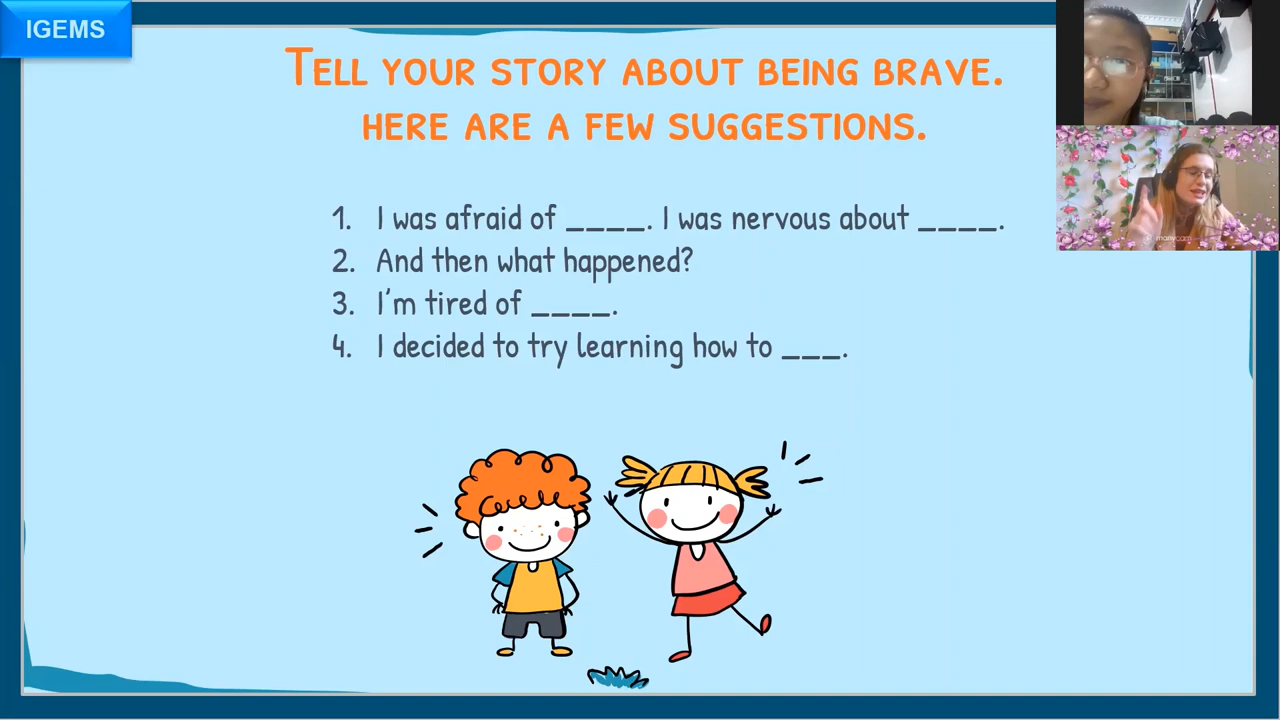 IGEMS
TELL YOUR STORY ABOUT BEING BRAVE.
HERE ARE A FEW SUGGESTIONS.
1. I was afraid of ____. I was nervous about ____.
2. And then what happened?
3. I'm tired of ____.
4. I decided to try learning how to ___.
manycam